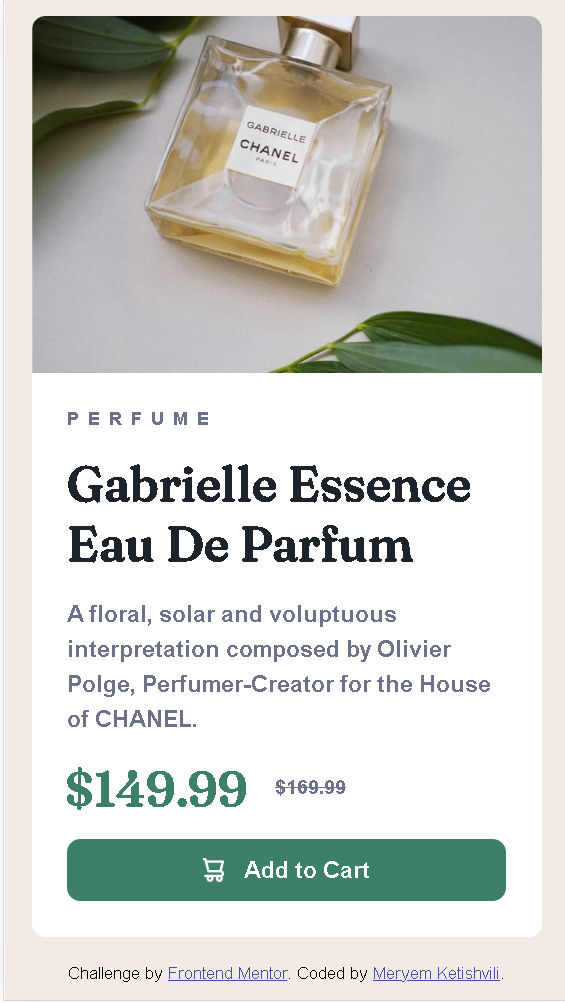 GABRIELLE
CHANEL
PARIS
PERFUME
Gabrielle Essence
Eau De Parfum
A floral, solar and voluptuous
interpretation composed by Olivier
Polge, Perfumer-Creator for the House
of CHANEL.
$149.99 $169.99
Add to Cart
Challenge by Frontend Mentor. Coded by Meryem Ketishvili.